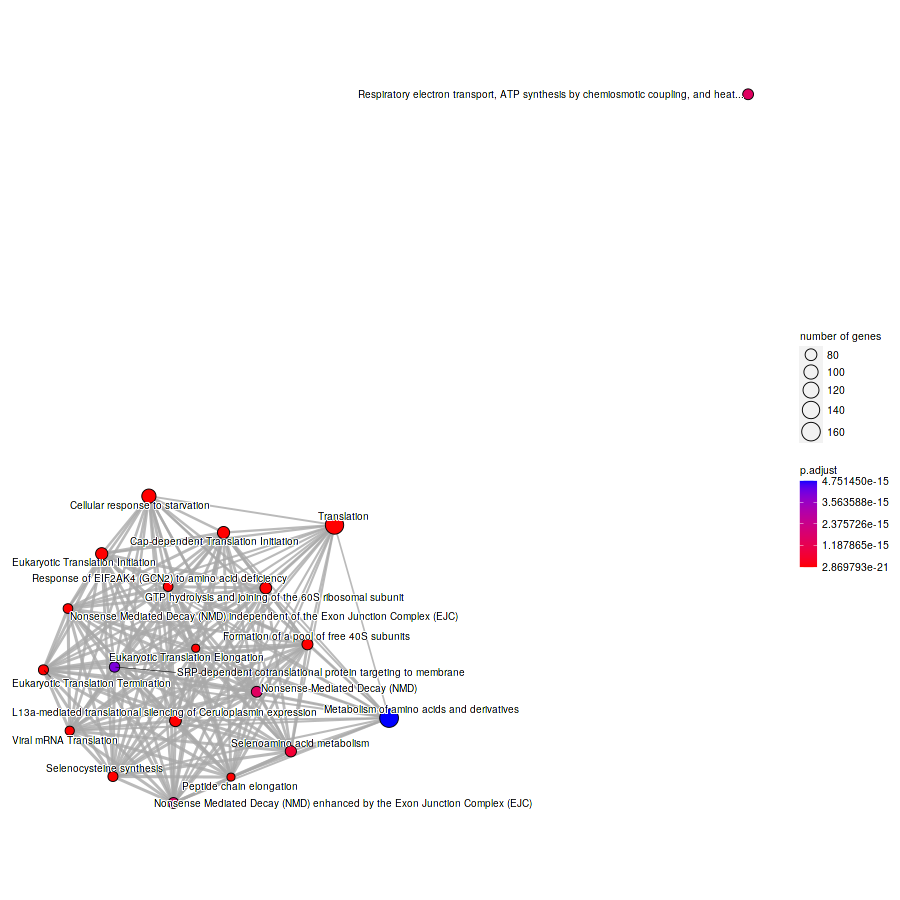 Respiratory electron transport, ATP synthesis by chemiosmotic coupling, and heat...
number of genes
80
100
120
140
160
p.adjust
4.751450e-15
3.563588e-15
2.375726e-15
1.187865e-15
2.869793e-21
Cellular response to starvation
Translation
Cap-dependent Translation Initiation
Eukaryotic Translation Initiation
Response of EIF2AK4 (GCN2) to amino acid deficiency
GTP hydrolysis and joining of the 60S ribosomal subunit
Nonsense Mediated Decay (NMD) independent of the Exon Junction Complex (EJC)
Formation of a pool of free 40S subunits
Eukaryotic Translation Elongation
SRP-dependent cotranslational protein targeting to membrane
Eukaryotic Translation Termination
Nonsense-Mediated Decay (NMD)
L13a-mediated translational silencing of Ceruloplasmin expression
Metabolism of amino acids and derivatives
Viral mRNA Translation
Selenoamino acid metabolism
Selenocysteine synthesis
Peptide chain elongation
Nonsense Mediated Decay (NMD) enhanced by the Exon Junction Complex (EJC)